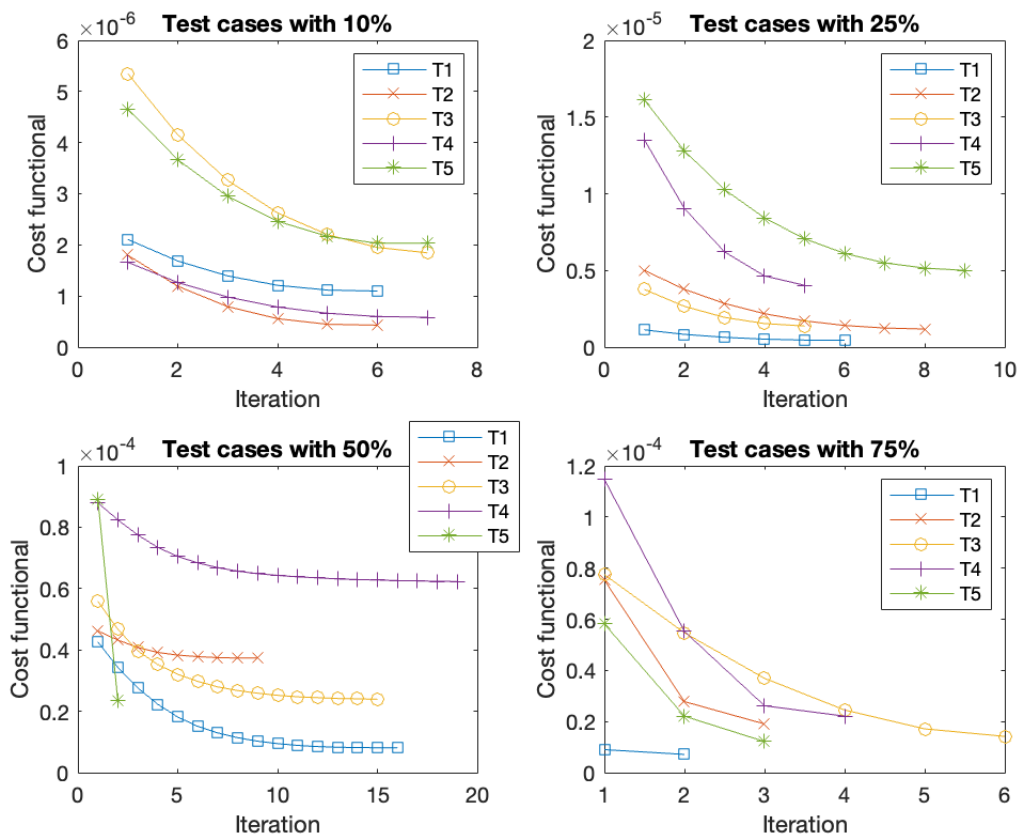 Test cases with 10%
×10-6
6
5
4
3
2
1
0
0 2 4 6 8
Cost functional
Iteration
T1
T2
T3
T4
T5
Test cases with 25%
×10-5
2
1.5
1
0.5
0
0 2 4 6 8 10
Cost functional
Iteration
T1
T2
T3
T4
T5
Test cases with 50%
×10-4
1
0.8
0.6
0.4
0.2
0
0 5 10 15 20
Cost functional
Iteration
T1
T2
T3
T4
T5
Test cases with 75%
×10-4
1.2
1
0.8
0.6
0.4
0.2
0
1 2 3 4 5 6
Cost functional
Iteration
T1
T2
T3
T4
T5